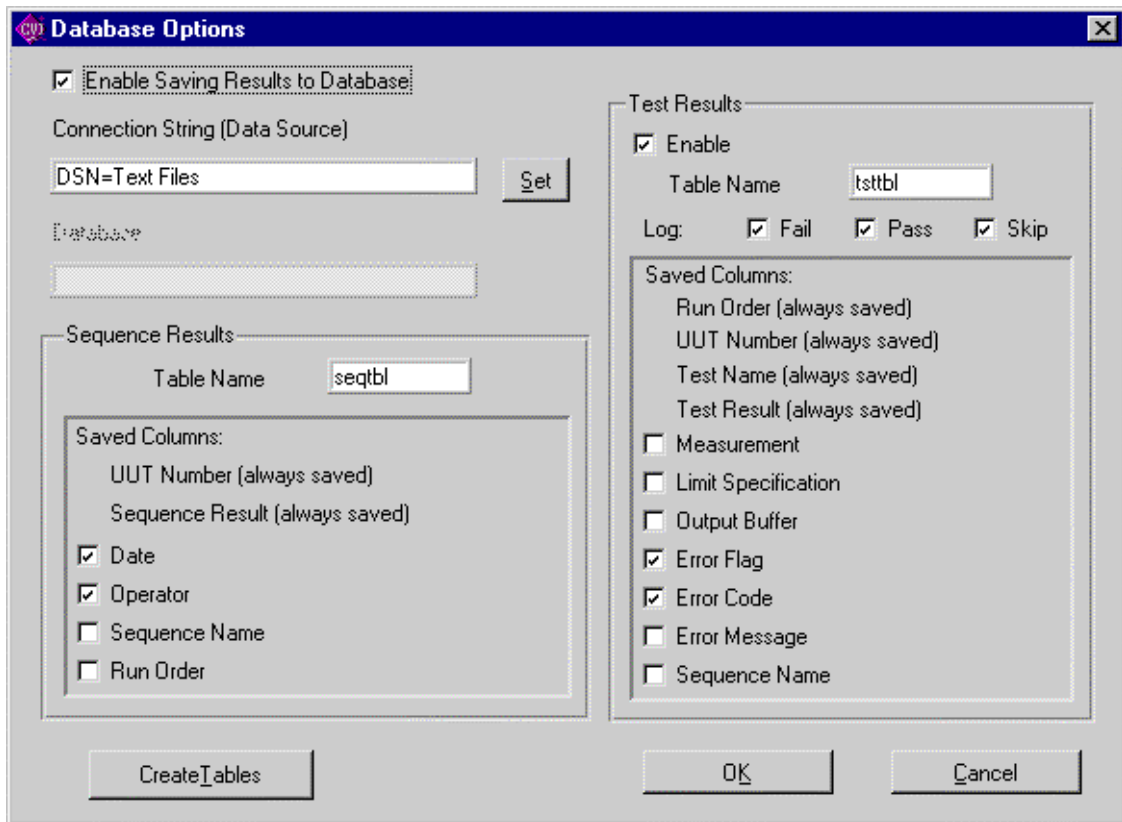 CVI Database Options
Enable Saving Results to Database
Connection String (Data Source)
DSN=Text Files
Set
Database
Sequence Results
Table Name
seqtbl
Saved Columns:
UUT Number (always saved)
Sequence Result (always saved)
Date
Operator
Sequence Name
Run Order
CreateTables
Test Results
Enable
Table Name
tsttbl
Log:
Fail
Pass
Skip
Saved Columns:
Run Order (always saved)
UUT Number (always saved)
Test Name (always saved)
Test Result (always saved)
Measurement
Limit Specification
Output Buffer
Error Flag
Error Code
Error Message
Sequence Name
OK
Cancel